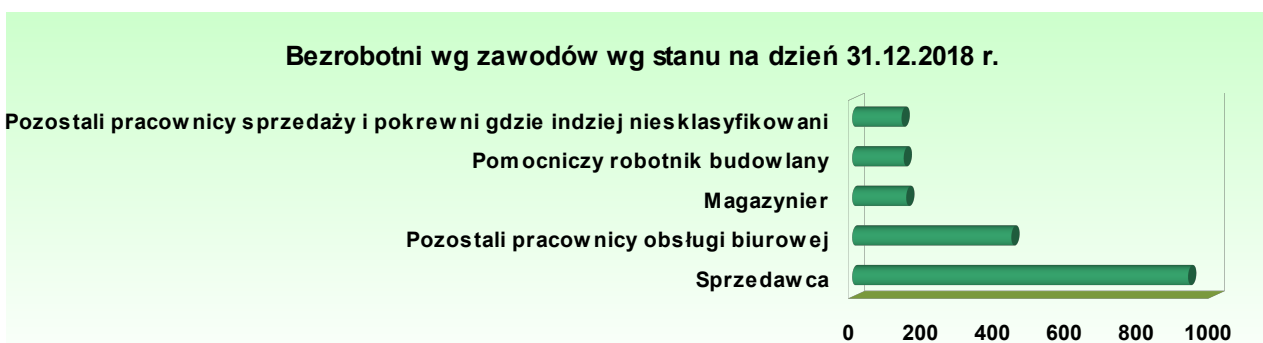 Bezrobotni wg zawodów wg stanu na dzień 31.12.2018 r.
Pozostali pracownicy sprzedaży i pokrewni gdzie indziej niesklasyfikowani
Pomocniczy robotnik budowlany
Magazynier
Pozostali pracownicy obsługi biurowej
Sprzedawca
0 200 400 600 800 1000